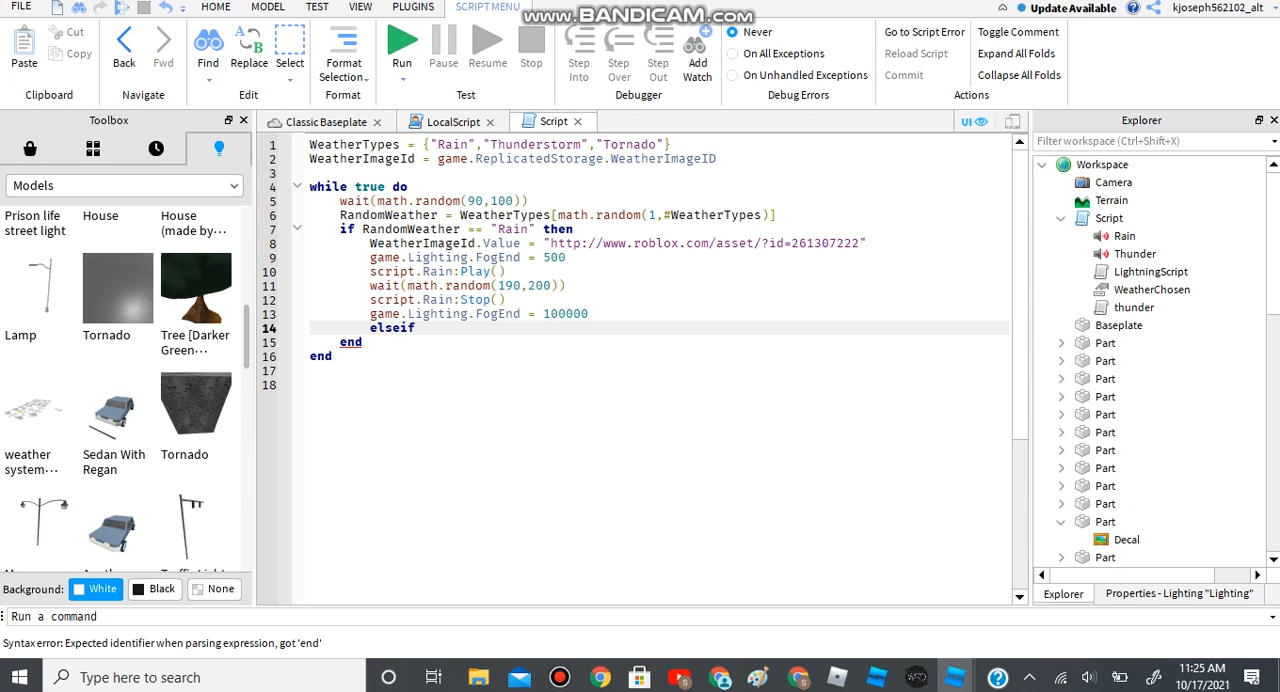 www.BANDICAM.com
FILE HOME MODEL TEST VIEW PLUGINS SCRIPT MENU Update Available kjoseph562102_alt
Paste Cut Copy Back Fwd Find Replace Select Format Selection Run Pause Resume Stop Step Into Step Over Step Out Add Watch
Never
On All Exceptions
On Unhandled Exceptions
Go to Script Error
Reload Script
Commit
Toggle Comment
Expand All Folds
Collapse All Folds
Clipboard Navigate Edit Format Test Debugger Debug Errors Actions
Toolbox
Classic Baseplate LocalScript Script UI
Models
Prison life street light
House
House (made by...
Lamp
Tornado
Tree [Darker Green...
weather system...
Sedan With Regan
Tornado
Background: White Black None
1 WeatherTypes = {"Rain","Thunderstorm","Tornado"}
2 WeatherImageId = game.ReplicatedStorage.WeatherImageID
3
4 while true do
5 wait(math.random(90,100))
6 RandomWeather = WeatherTypes[math.random(1,#WeatherTypes)]
7 if RandomWeather == "Rain" then
8 WeatherImageId.Value = "http://www.roblox.com/asset/?id=261307222"
9 game.Lighting.FogEnd = 500
10 script.Rain:Play()
11 wait(math.random(190,200))
12 script.Rain:Stop()
13 game.Lighting.FogEnd = 100000
14 elseif
15 end
16 end
17
18
Explorer
Filter workspace (Ctrl+Shift+X)
Workspace
Camera
Terrain
Script
Rain
Thunder
LightningScript
WeatherChosen
thunder
Baseplate
Part
Part
Part
Part
Part
Part
Part
Part
Part
Part
Part
Decal
Part
Explorer Properties - Lighting "Lighting"
Run a command
Syntax error: Expected identifier when parsing expression, got 'end'
Type here to search
11:25 AM
10/17/2021